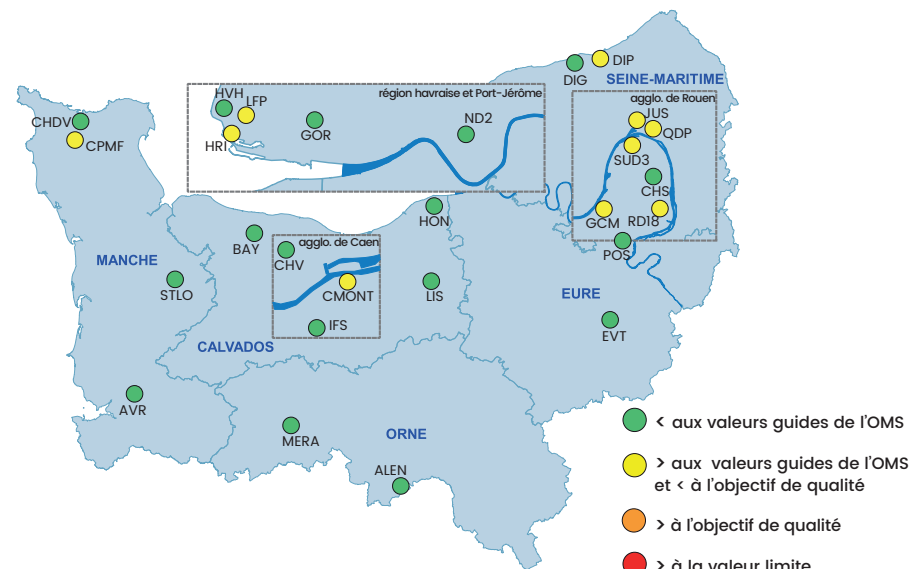 DIP
DIG
SEINE-MARITIME
région havraise et Port-Jérôme
agglo. de Rouen
HVH
LFP
HRI
GOR
ND2
JUS
QDP
SUD3
CHS
GCM
RD18
POS
CHDV
CPMF
HON
BAY
agglo. de Caen
CHV
CMONT
IFS
LIS
MANCHE
STLO
CALVADOS
EURE
EVT
AVR
MERA
ORNE
ALEN
< aux valeurs guides de l'OMS
> aux valeurs guides de l'OMS
et < à l'objectif de qualité
> à l'objectif de qualité
> à la valeur limite